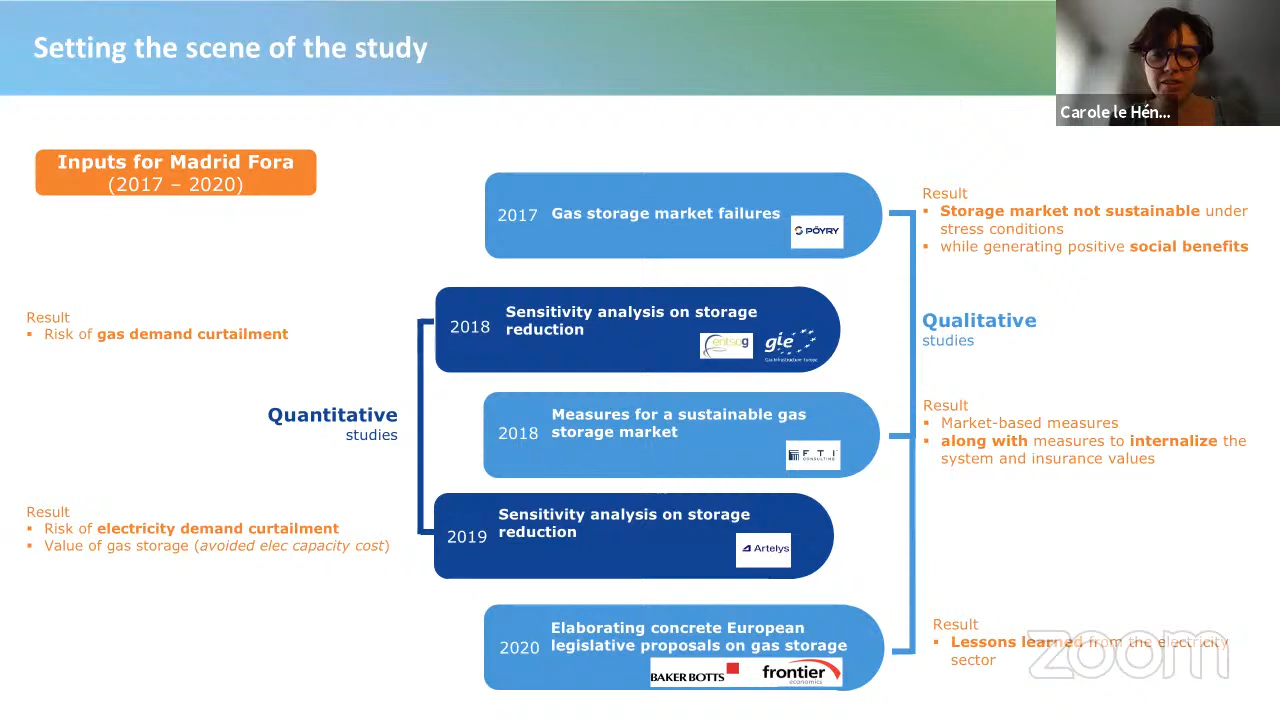 Setting the scene of the study
Carole le Hén...
Inputs for Madrid Fora
(2017 – 2020)
2017
Gas storage market failures
PÖYRY
Result
▪ Storage market not sustainable under
stress conditions
▪ while generating positive social benefits
Result
▪ Risk of gas demand curtailment
2018
Sensitivity analysis on storage
reduction
entsog
gie
Gas Infrastructure Europe
Qualitative
studies
Quantitative
studies
2018
Measures for a sustainable gas
storage market
F T I
CONSULTING
Result
▪ Market-based measures
▪ along with measures to internalize the
system and insurance values
Result
▪ Risk of electricity demand curtailment
▪ Value of gas storage (avoided elec capacity cost)
2019
Sensitivity analysis on storage
reduction
Artelys
2020
Elaborating concrete European
legislative proposals on gas storage
BAKER BOTTS
frontier
economics
Result
▪ Lessons learned from the electricity
sector
zoom